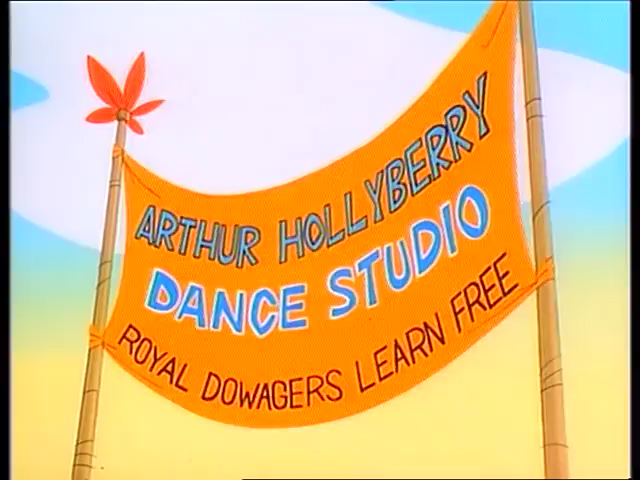 ARTHUR HOLLYBERRY
DANCE STUDIO
ROYAL DOWAGERS LEARN FREE